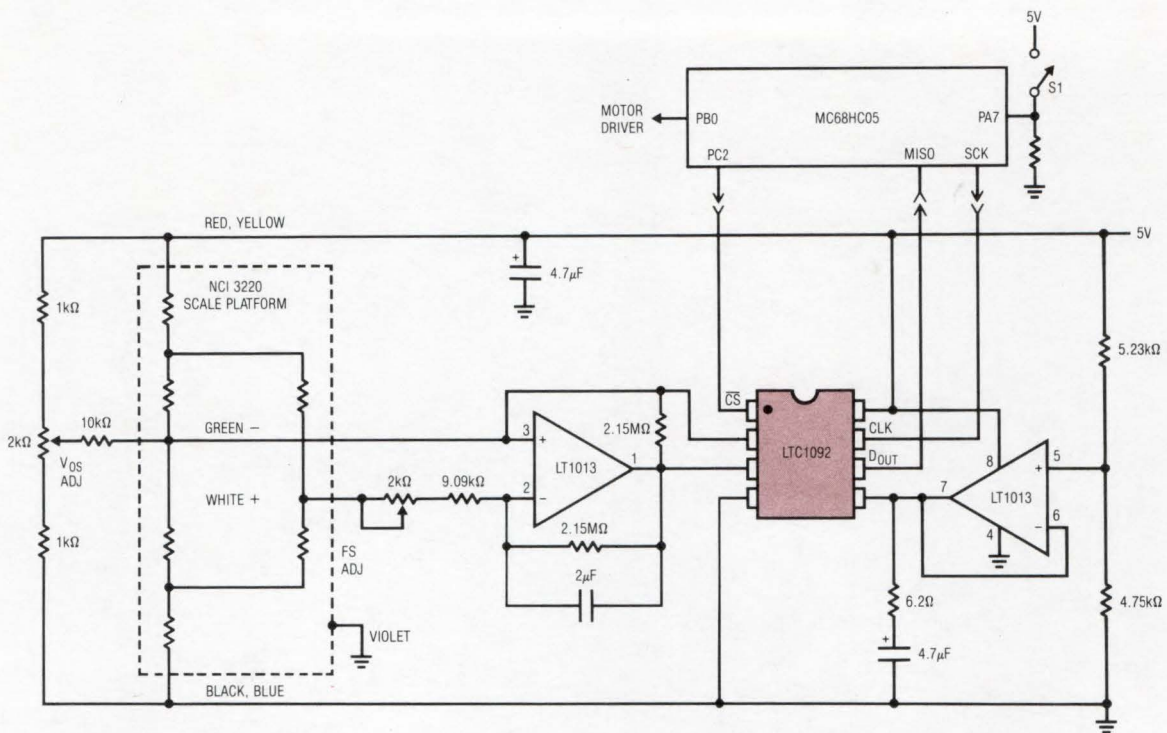 5V
S1
MOTOR
DRIVER
PB0
MC68HC05
PA7
PC2
MISO
SCK
RED, YELLOW
5V
+
4.7µF
NCI 3220
SCALE PLATFORM
1kΩ
5.23kΩ
10kΩ
GREEN –
2kΩ
VOS
ADJ
WHITE +
2kΩ
9.09kΩ
FS
ADJ
3
+
2
–
LT1013
1
2.15MΩ
2.15MΩ
2µF
CS
LTC1092
CLK
DOUT
8
7
LT1013
+
5
–
6
4
1kΩ
6.2Ω
4.75kΩ
+
4.7µF
VIOLET
BLACK, BLUE